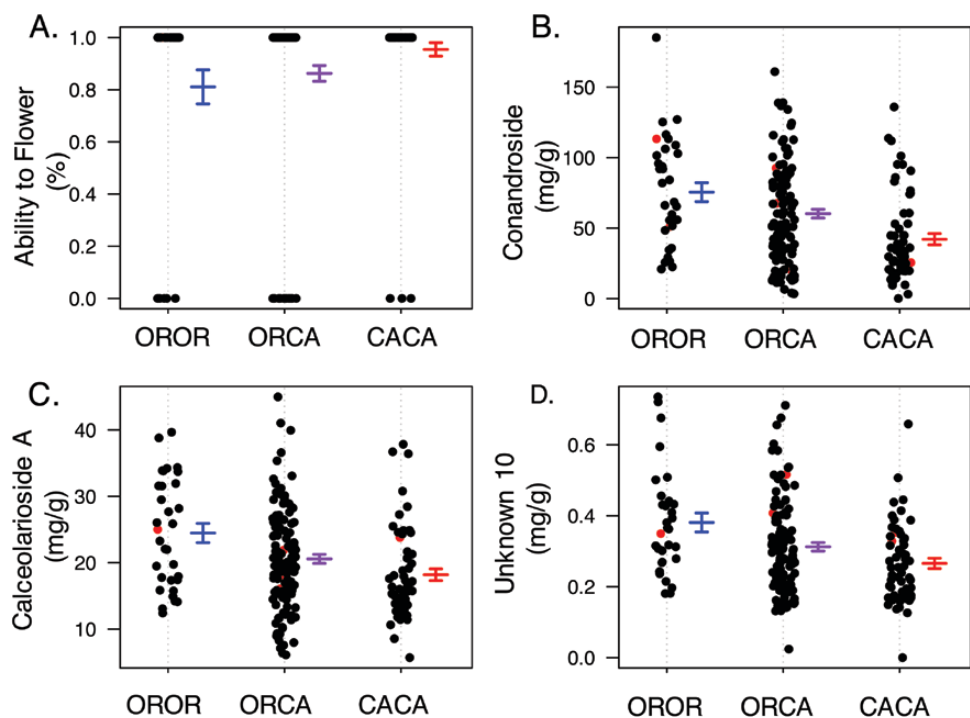 A.
Ability to Flower
(%)
1.0
0.8
0.6
0.4
0.2
0.0
OROR ORCA CACA
B.
Conandroside
(mg/g)
150
100
50
0
OROR ORCA CACA
C.
Calceolarioside A
(mg/g)
40
30
20
10
OROR ORCA CACA
D.
Unknown 10
(mg/g)
0.6
0.4
0.2
0.0
OROR ORCA CACA